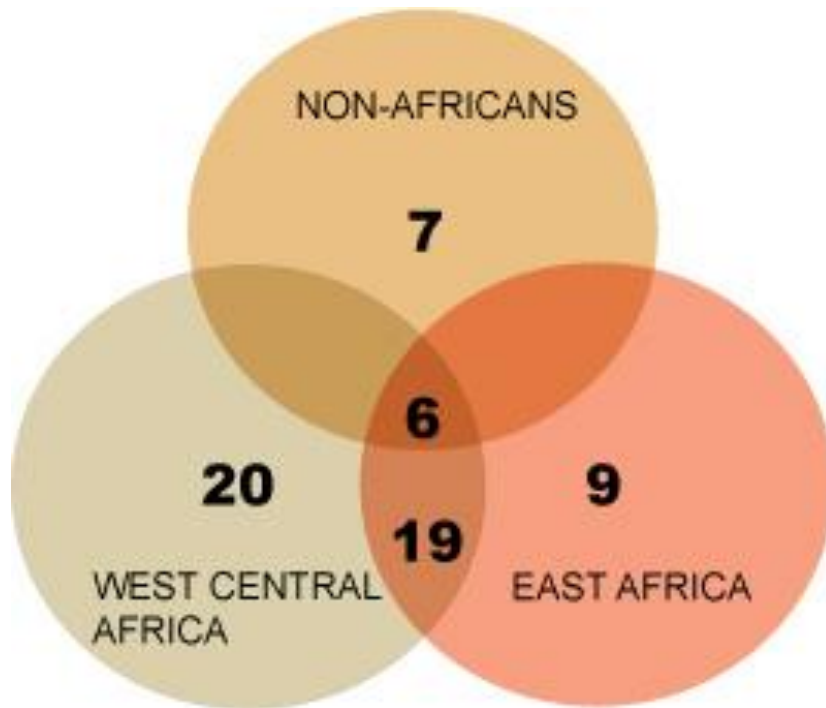 NON-AFRICANS
7
6
20
9
19
WEST CENTRAL
AFRICA
EAST AFRICA